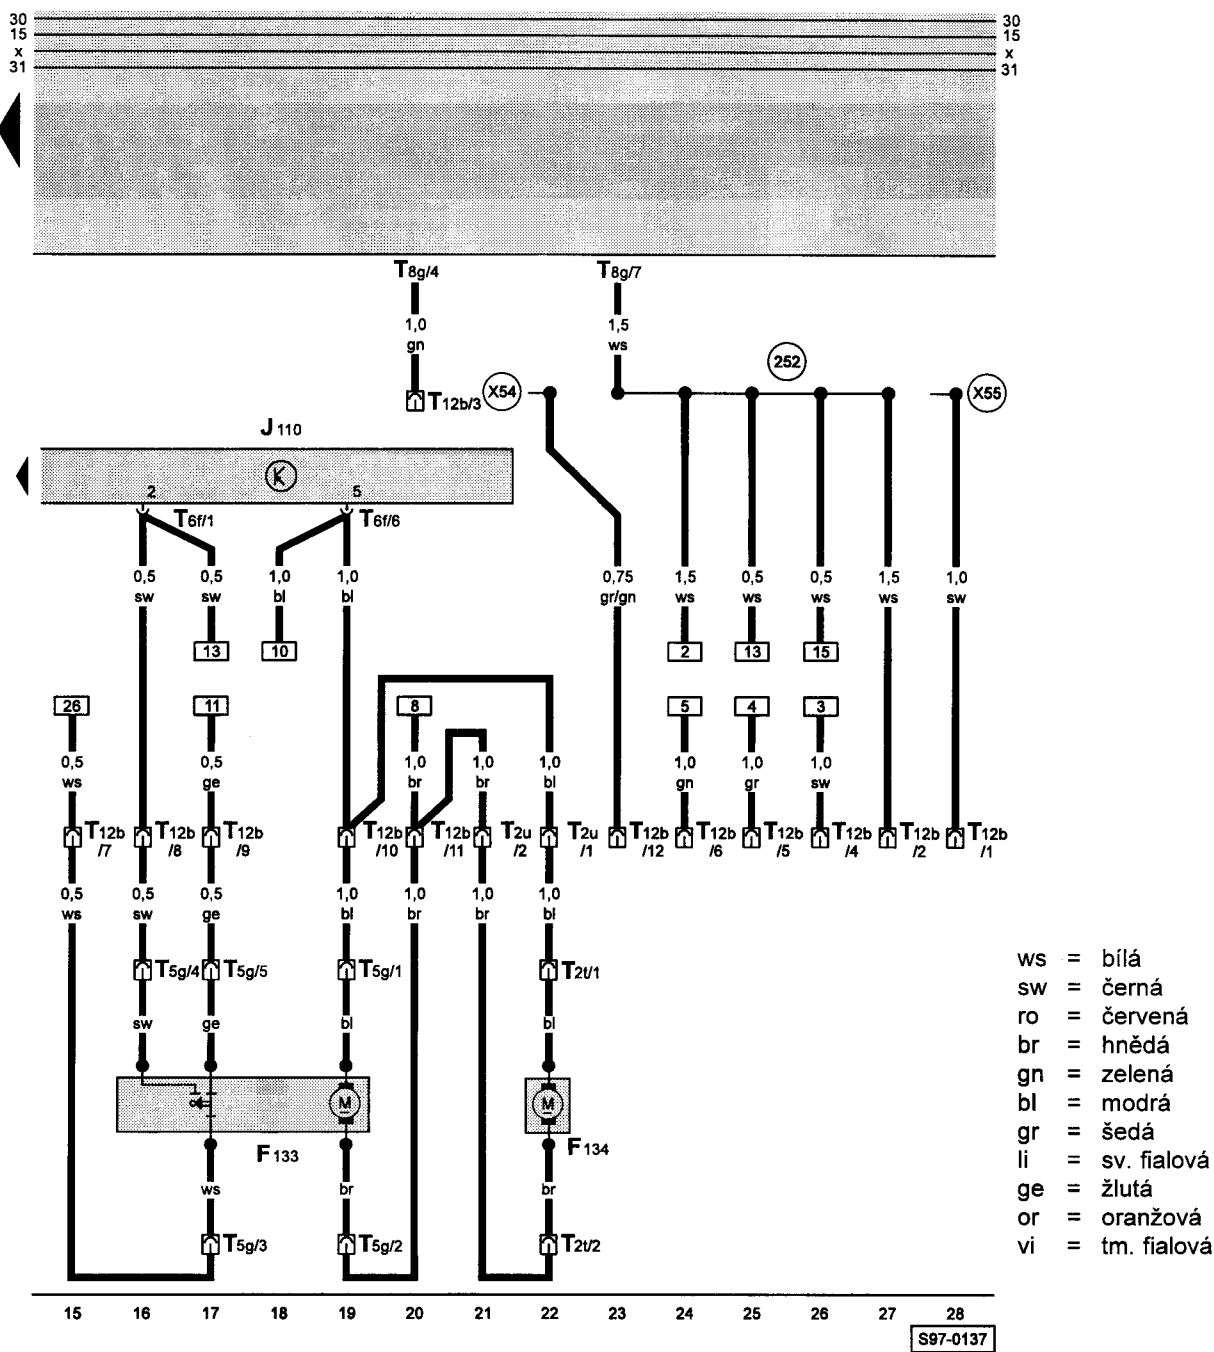 30 30
15 15
x x
31 31
T8g/4 T8g/7
1,0 1,5
gn ws
252
X54 X55
T12b/3
J110
K
2 5
T6f/1 T6f/6
0,5 0,5 1,0 1,0 0,75 1,5 0,5 0,5 1,5 1,0
sw sw bl bl gr/gn ws ws ws ws sw
13 10 2 13 15
26 11 8 5 4 3
0,5 0,5 1,0 1,0 1,0 1,0 1,0 1,0
ws ge br br bl gn gr sw
T12b T12b T12b T12b T12b T2u T2u T12b T12b T12b T12b T12b T12b
/7 /8 /9 /10 /11 /2 /1 /12 /6 /5 /4 /2 /1
0,5 0,5 0,5 1,0 1,0 1,0 1,0
ws sw ge bl br br bl
T5g/4 T5g/5 T5g/1 T2t/1
sw ge bl bl
M M
F133 F134
ws br br
T5g/3 T5g/2 T2t/2
ws = bílá
sw = černá
ro = červená
br = hnědá
gn = zelená
bl = modrá
gr = šedá
li = sv. fialová
ge = žlutá
or = oranžová
vi = tm. fialová
15 16 17 18 19 20 21 22 23 24 25 26 27 28
S97-0137